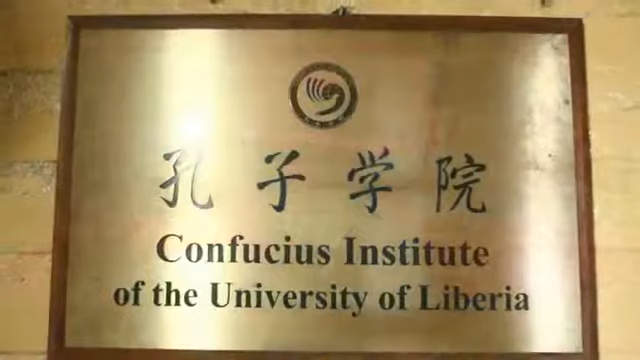 孔子学院
Confucius Institute
of the University of Liberia